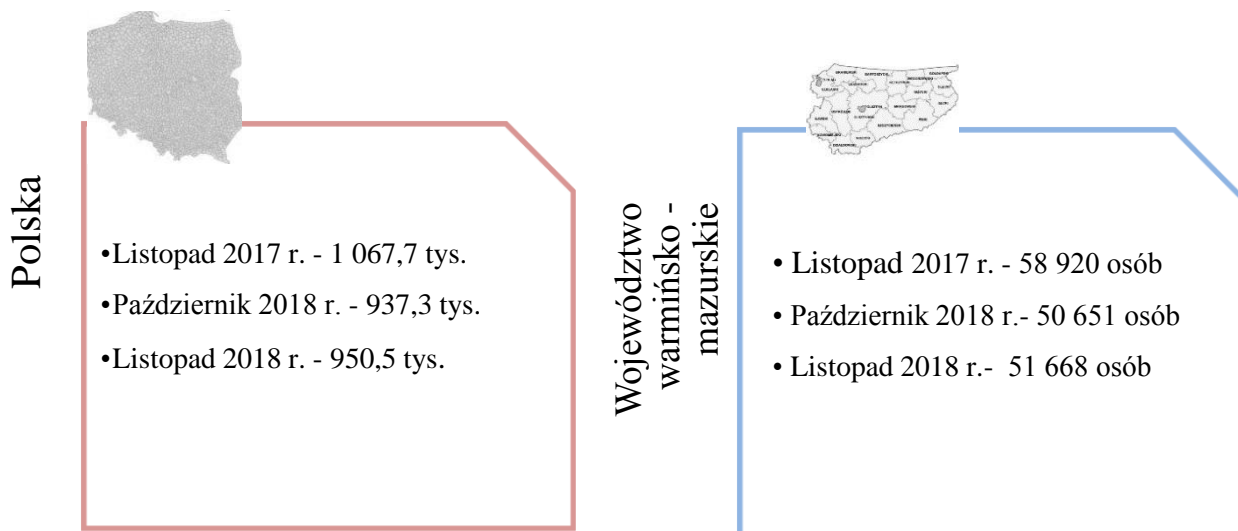 Polska
•Listopad 2017 r. - 1 067,7 tys.
•Październik 2018 r. - 937,3 tys.
•Listopad 2018 r. - 950,5 tys.
Województwo
warmińsko -
mazurskie
• Listopad 2017 r. - 58 920 osób
• Październik 2018 r.- 50 651 osób
• Listopad 2018 r.- 51 668 osób